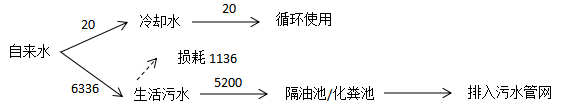 20 冷却水 20 循环使用
自来水
损耗 1136
6336 生活污水 5200 隔油池/化粪池 排入污水管网